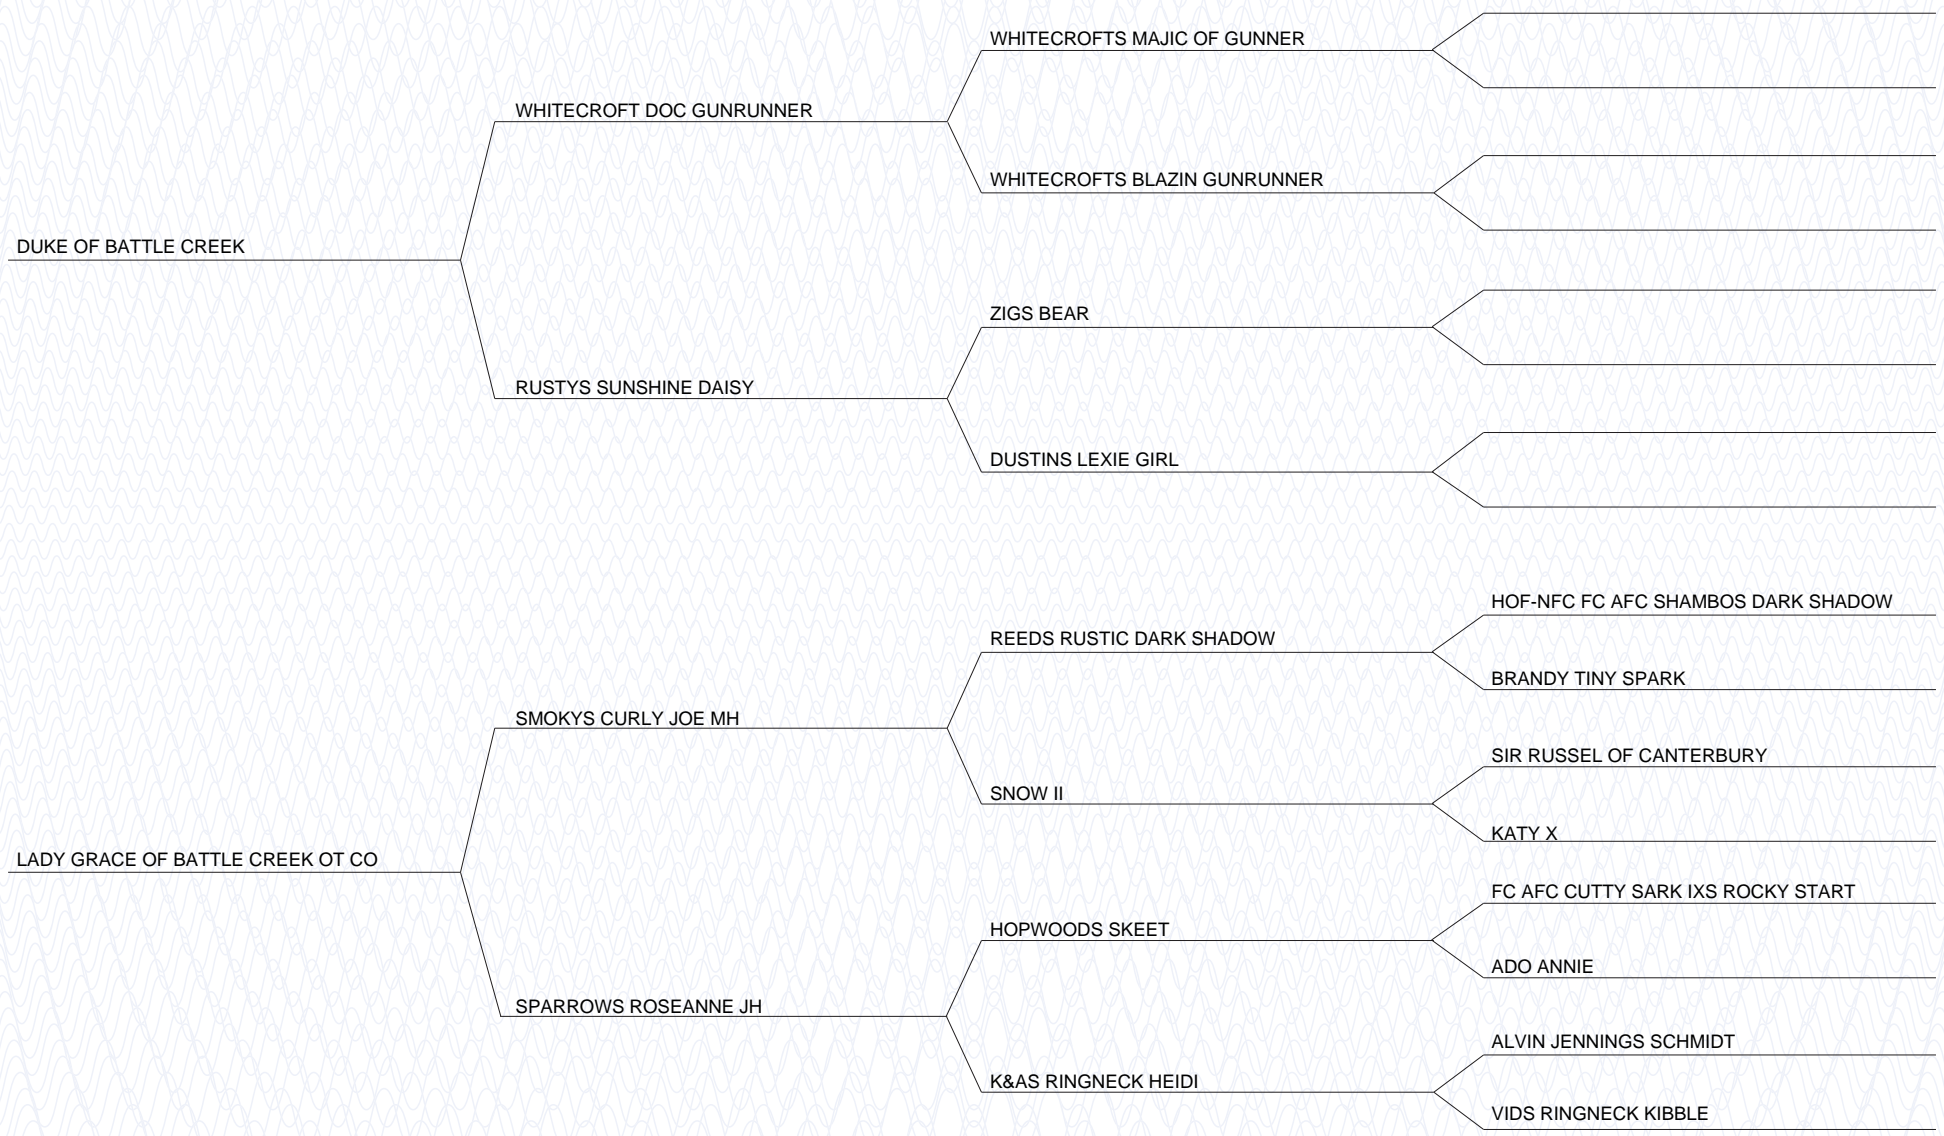 WHITECROFTS MAJIC OF GUNNER
WHITECROFT DOC GUNRUNNER
WHITECROFTS BLAZIN GUNRUNNER
DUKE OF BATTLE CREEK
ZIGS BEAR
RUSTYS SUNSHINE DAISY
DUSTINS LEXIE GIRL
HOF-NFC FC AFC SHAMBOS DARK SHADOW
REEDS RUSTIC DARK SHADOW
BRANDY TINY SPARK
SMOKYS CURLY JOE MH
SIR RUSSEL OF CANTERBURY
SNOW II
KATY X
LADY GRACE OF BATTLE CREEK OT CO
FC AFC CUTTY SARK IXS ROCKY START
HOPWOODS SKEET
ADO ANNIE
SPARROWS ROSEANNE JH
ALVIN JENNINGS SCHMIDT
K&AS RINGNECK HEIDI
VIDS RINGNECK KIBBLE